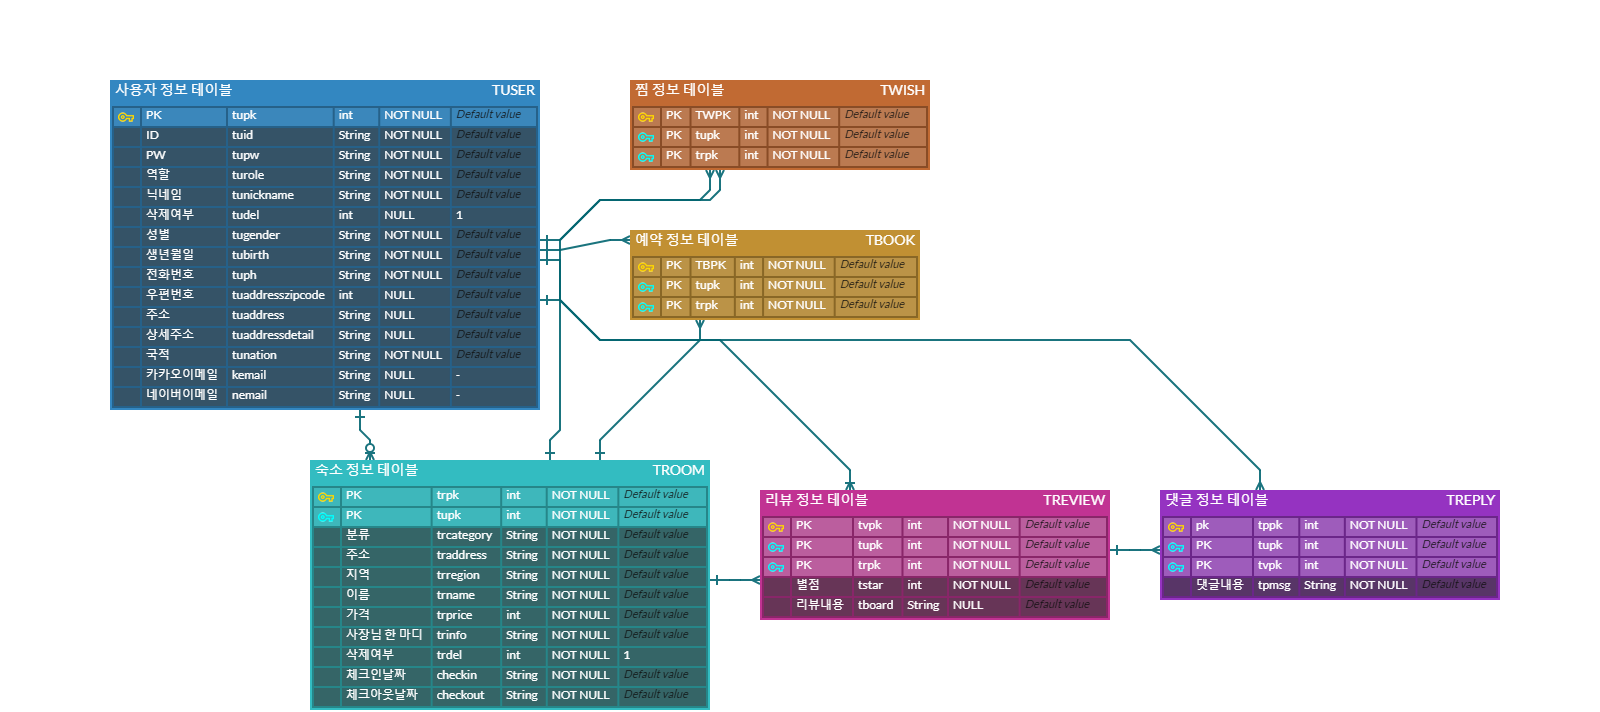 사용자 정보 테이블 TUSER
PK tupk int NOT NULL Default value
ID tuid String NOT NULL Default value
PW tupw String NOT NULL Default value
역할 turole String NOT NULL Default value
닉네임 tunickname String NOT NULL Default value
삭제여부 tudel int NULL 1
성별 tugender String NOT NULL Default value
생년월일 tubirth String NOT NULL Default value
전화번호 tuph String NOT NULL Default value
우편번호 tuaddresszipcode int NULL Default value
주소 tuaddress String NULL Default value
상세주소 tuaddressdetail String NULL Default value
국적 tunation String NOT NULL Default value
카카오이메일 kemail String NULL -
네이버이메일 nemail String NULL -
찜 정보 테이블 TWISH
PK TWPK int NOT NULL Default value
PK tupk int NOT NULL Default value
PK trpk int NOT NULL Default value
예약 정보 테이블 TBOOK
PK TBPK int NOT NULL Default value
PK tupk int NOT NULL Default value
PK trpk int NOT NULL Default value
숙소 정보 테이블 TROOM
PK trpk int NOT NULL Default value
PK tupk int NOT NULL Default value
분류 trcategory String NOT NULL Default value
주소 traddress String NOT NULL Default value
지역 trregion String NOT NULL Default value
이름 trname String NOT NULL Default value
가격 trprice int NOT NULL Default value
사장님 한 마디 trinfo String NOT NULL Default value
삭제여부 trdel int NOT NULL 1
체크인날짜 checkin String NOT NULL Default value
체크아웃날짜 checkout String NOT NULL Default value
리뷰 정보 테이블 TREVIEW
PK tvpk int NOT NULL Default value
PK tupk int NOT NULL Default value
PK trpk int NOT NULL Default value
별점 tstar int NOT NULL Default value
리뷰내용 tboard String NULL Default value
댓글 정보 테이블 TREPLY
pk tppk int NOT NULL Default value
PK tupk int NOT NULL Default value
PK tvpk int NOT NULL Default value
댓글내용 tpmsg String NOT NULL Default value